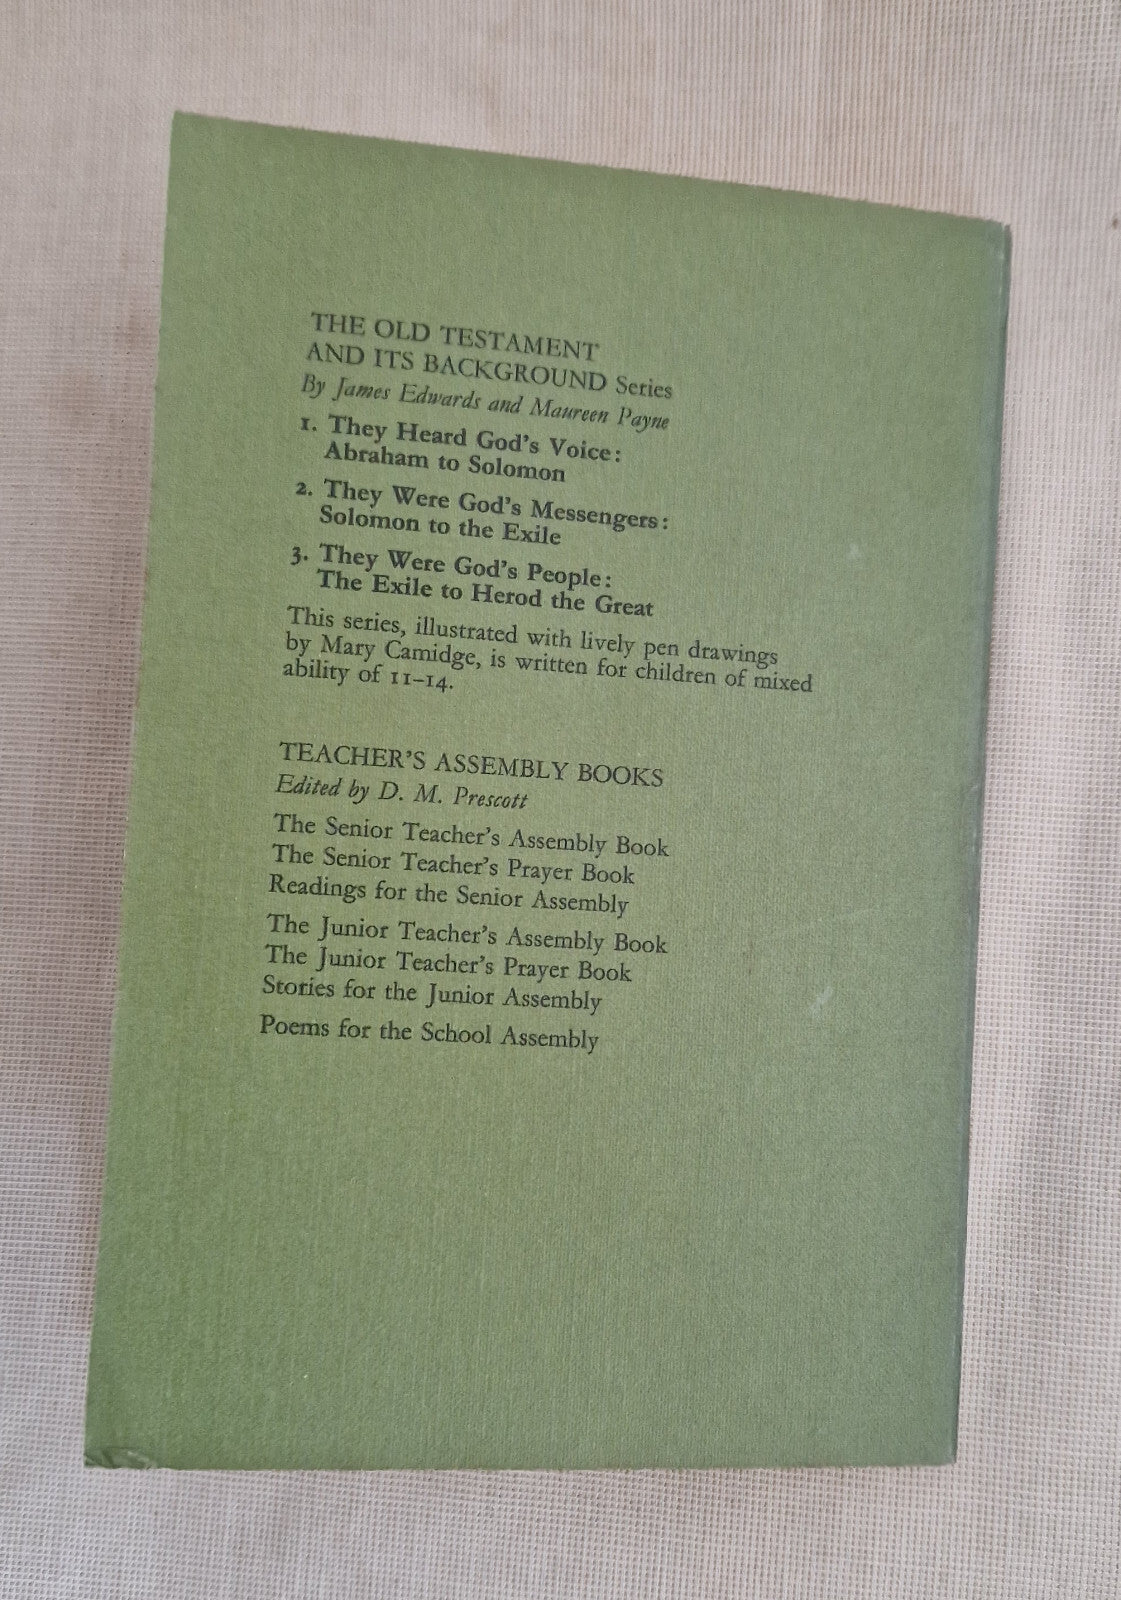 THE OLD TESTAMENT
AND ITS BACKGROUND Series
By James Edwards and Maureen Payne
1. They Heard God's Voice:
Abraham to Solomon
2. They Were God's Messengers:
Solomon to the Exile
3. They Were God's People:
The Exile to Herod the Great
This series, illustrated with lively pen drawings
by Mary Camidge, is written for children of mixed
ability of 11–14.
TEACHER'S ASSEMBLY BOOKS
Edited by D. M. Prescott
The Senior Teacher's Assembly Book
The Senior Teacher's Prayer Book
Readings for the Senior Assembly
The Junior Teacher's Assembly Book
The Junior Teacher's Prayer Book
Stories for the Junior Assembly
Poems for the School Assembly